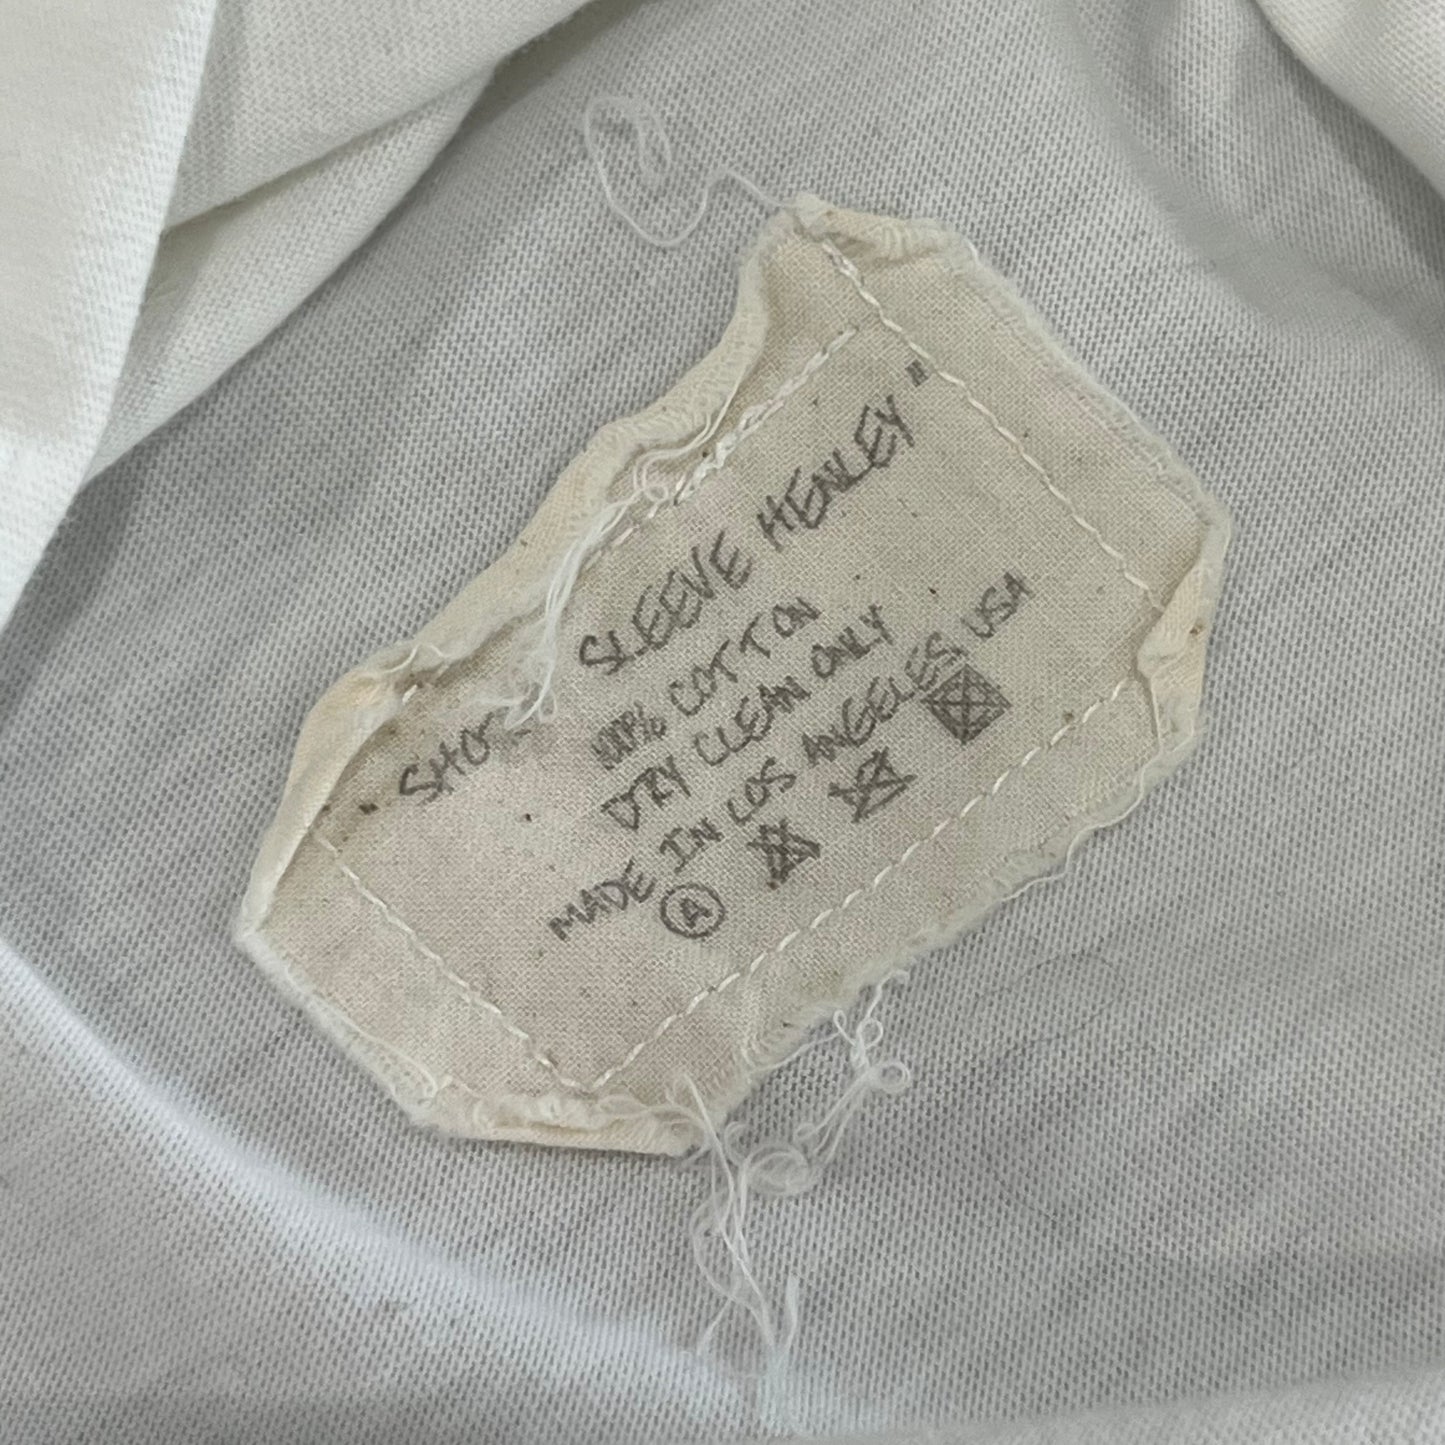 "SHO SLEEVE HENLEY"
100% COTTON
DRY CLEAN ONLY
MADE IN LOS ANGELES USA
A